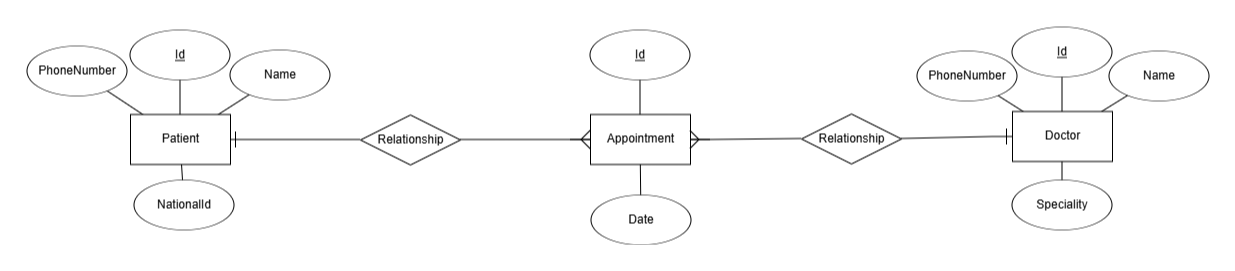 PhoneNumber
Id
Name
Patient
NationalId
Relationship
Id
Appointment
Date
Relationship
PhoneNumber
Id
Name
Doctor
Speciality